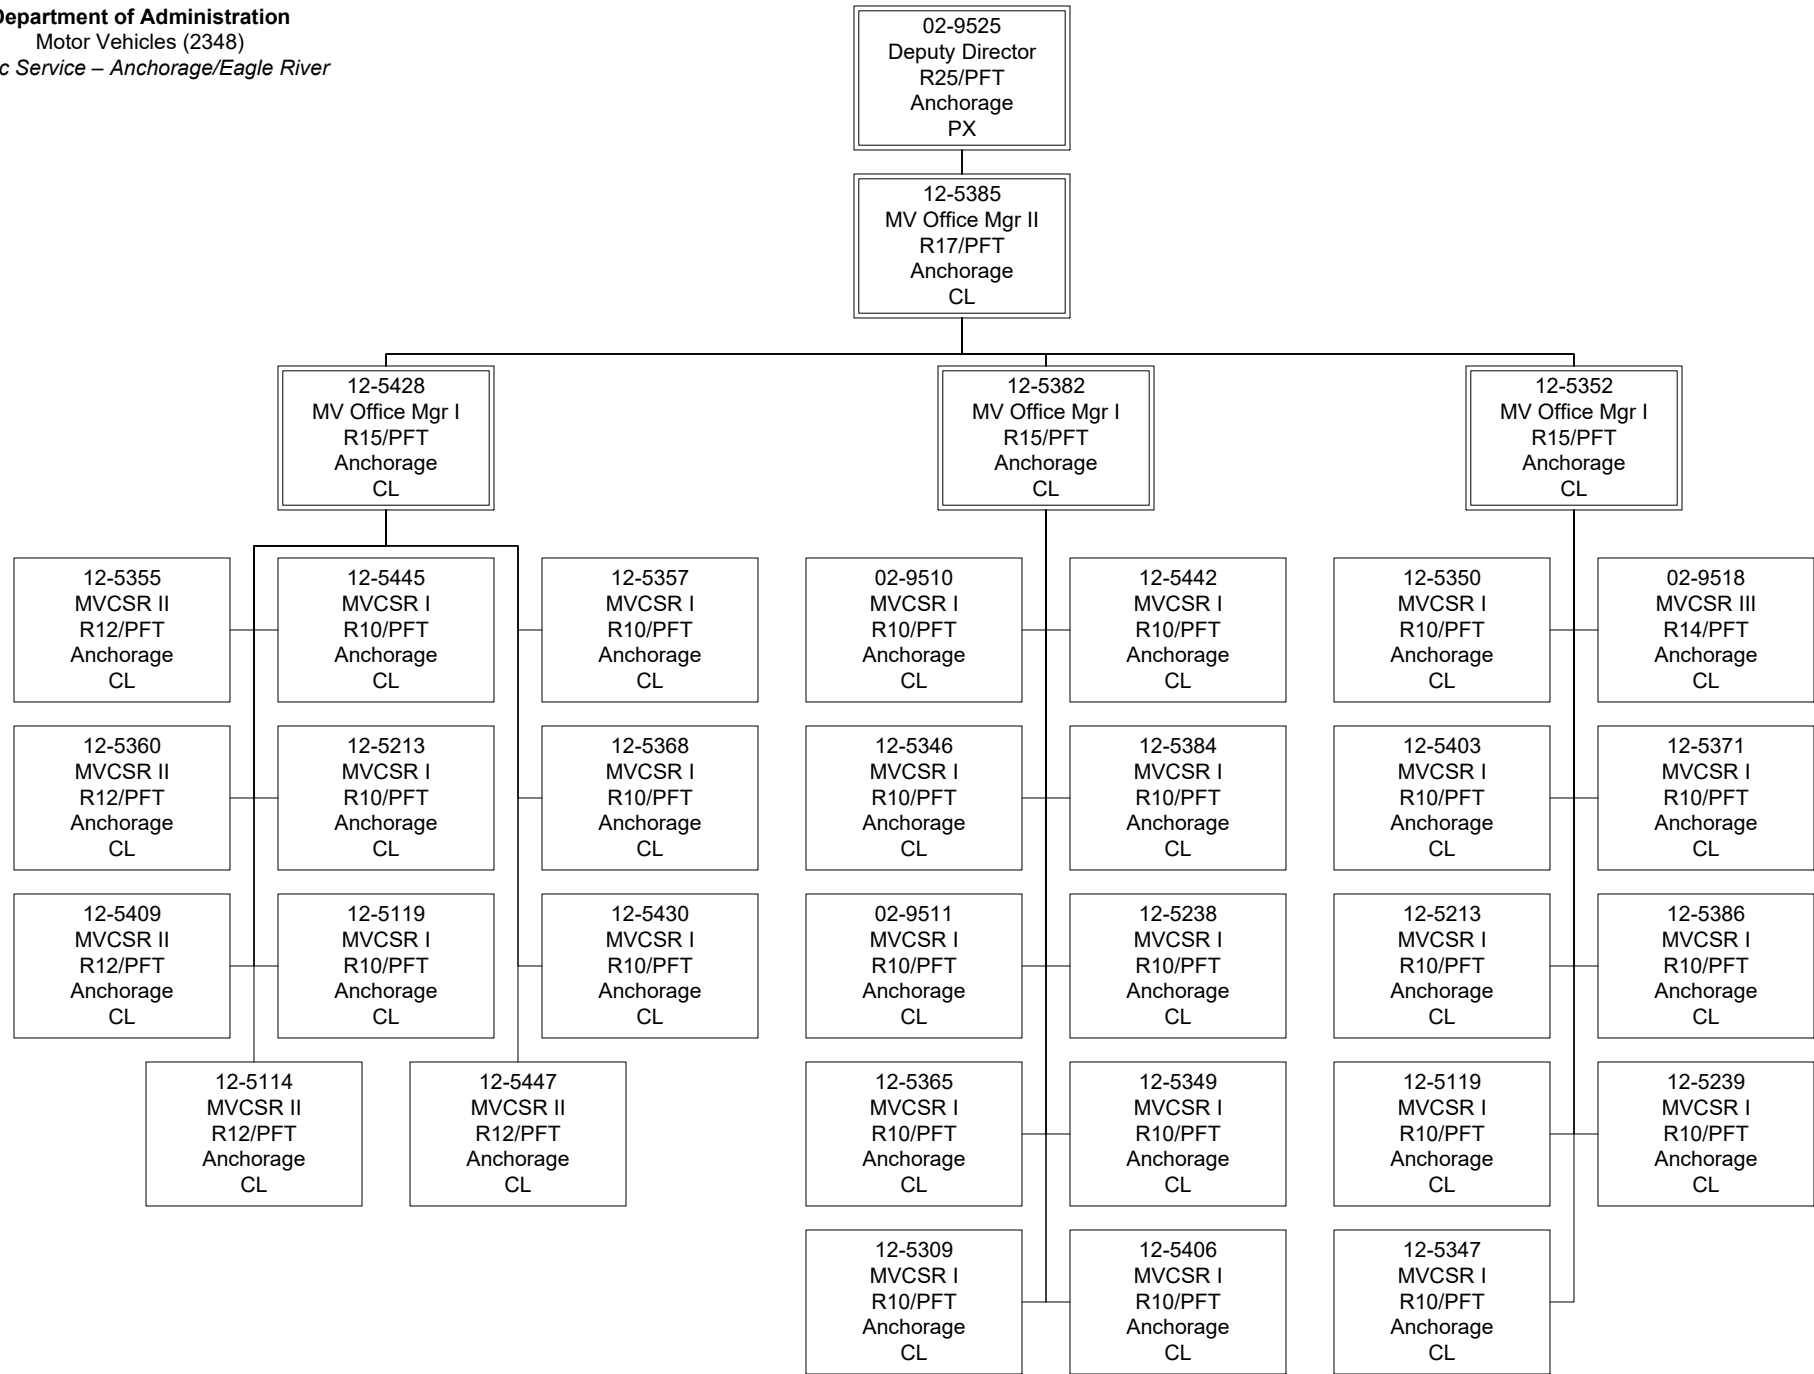 Department of Administration
Motor Vehicles (2348)
c Service – Anchorage/Eagle River
02-9525
Deputy Director
R25/PFT
Anchorage
PX
12-5385
MV Office Mgr II
R17/PFT
Anchorage
CL
12-5428
MV Office Mgr I
R15/PFT
Anchorage
CL
12-5382
MV Office Mgr I
R15/PFT
Anchorage
CL
12-5352
MV Office Mgr I
R15/PFT
Anchorage
CL
12-5355
MVCSR II
R12/PFT
Anchorage
CL
12-5445
MVCSR I
R10/PFT
Anchorage
CL
12-5357
MVCSR I
R10/PFT
Anchorage
CL
02-9510
MVCSR I
R10/PFT
Anchorage
CL
12-5442
MVCSR I
R10/PFT
Anchorage
CL
12-5350
MVCSR I
R10/PFT
Anchorage
CL
02-9518
MVCSR III
R14/PFT
Anchorage
CL
12-5360
MVCSR II
R12/PFT
Anchorage
CL
12-5213
MVCSR I
R10/PFT
Anchorage
CL
12-5368
MVCSR I
R10/PFT
Anchorage
CL
12-5346
MVCSR I
R10/PFT
Anchorage
CL
12-5384
MVCSR I
R10/PFT
Anchorage
CL
12-5403
MVCSR I
R10/PFT
Anchorage
CL
12-5371
MVCSR I
R10/PFT
Anchorage
CL
12-5409
MVCSR II
R12/PFT
Anchorage
CL
12-5119
MVCSR I
R10/PFT
Anchorage
CL
12-5430
MVCSR I
R10/PFT
Anchorage
CL
02-9511
MVCSR I
R10/PFT
Anchorage
CL
12-5238
MVCSR I
R10/PFT
Anchorage
CL
12-5213
MVCSR I
R10/PFT
Anchorage
CL
12-5386
MVCSR I
R10/PFT
Anchorage
CL
12-5114
MVCSR II
R12/PFT
Anchorage
CL
12-5447
MVCSR II
R12/PFT
Anchorage
CL
12-5365
MVCSR I
R10/PFT
Anchorage
CL
12-5349
MVCSR I
R10/PFT
Anchorage
CL
12-5119
MVCSR I
R10/PFT
Anchorage
CL
12-5239
MVCSR I
R10/PFT
Anchorage
CL
12-5309
MVCSR I
R10/PFT
Anchorage
CL
12-5406
MVCSR I
R10/PFT
Anchorage
CL
12-5347
MVCSR I
R10/PFT
Anchorage
CL